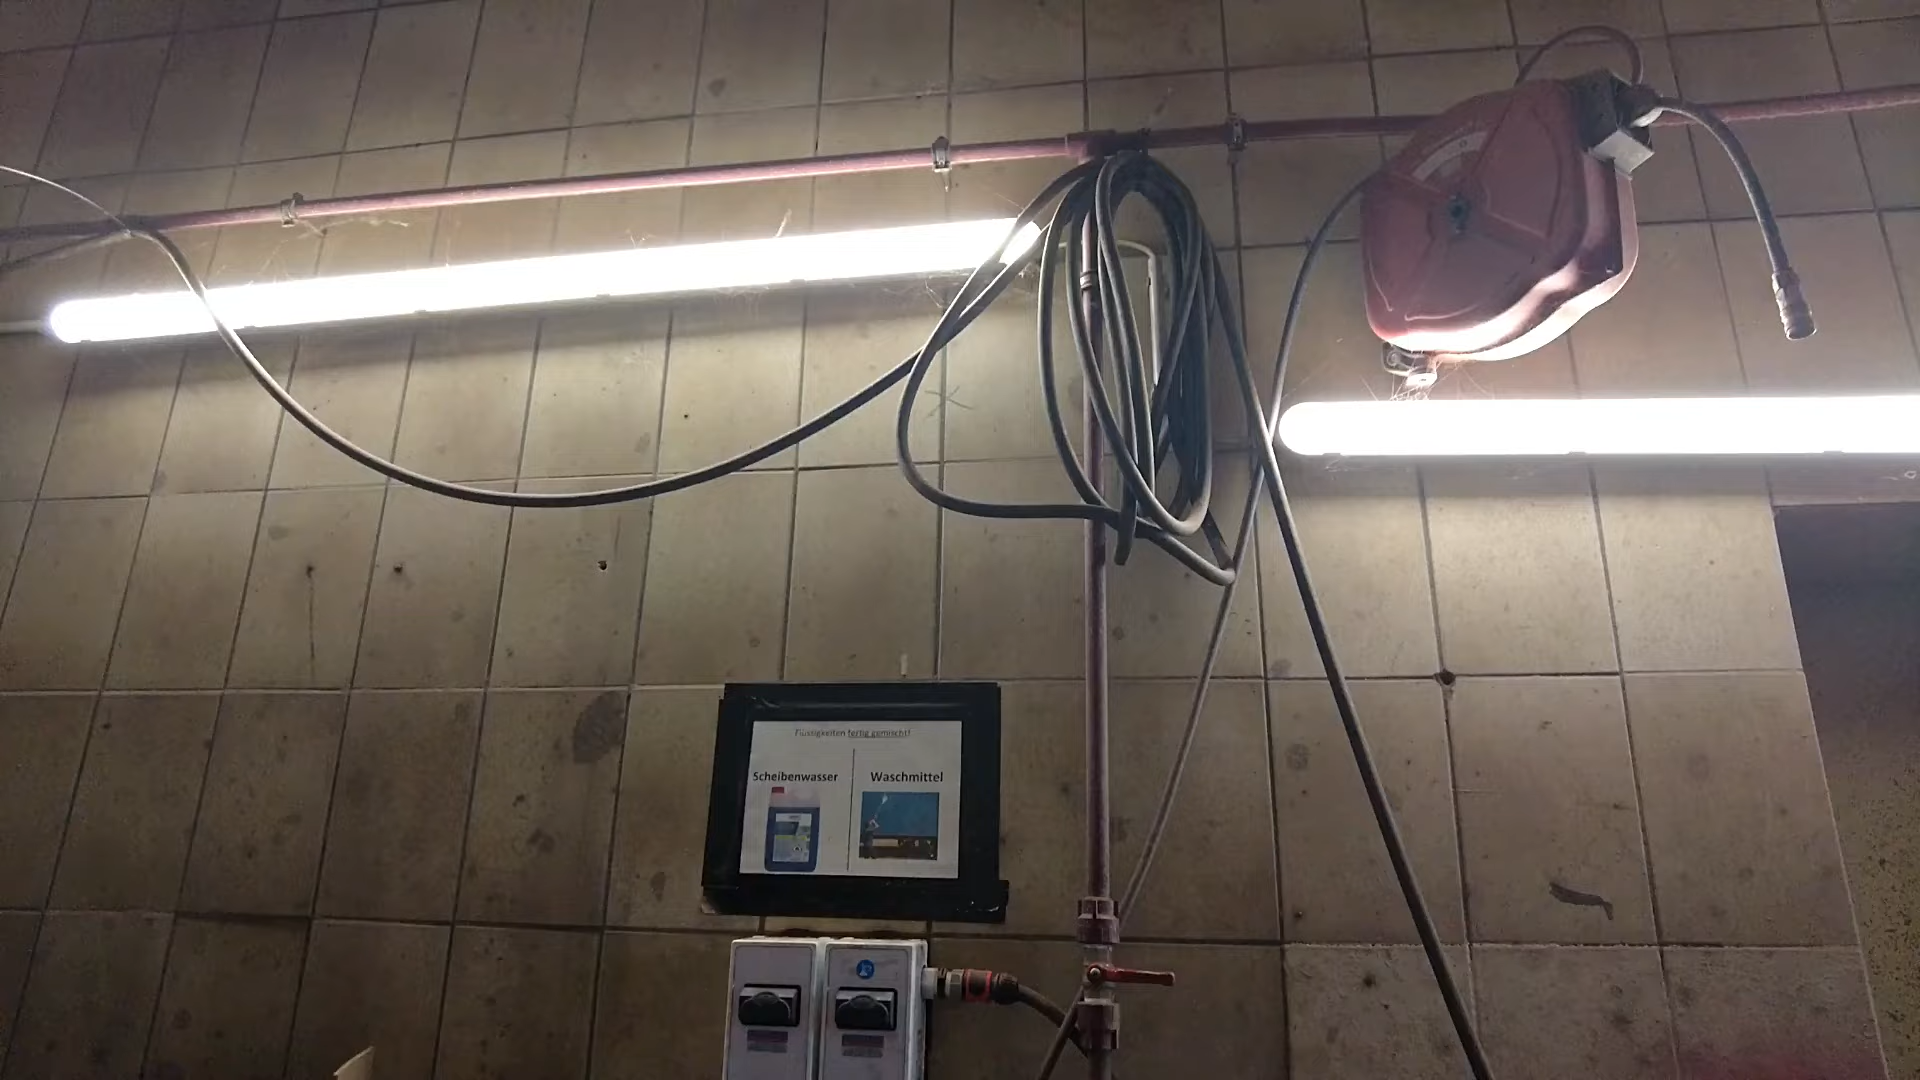 Flüssigkeiten fertig gemischt!
Scheibenwasser
Waschmittel